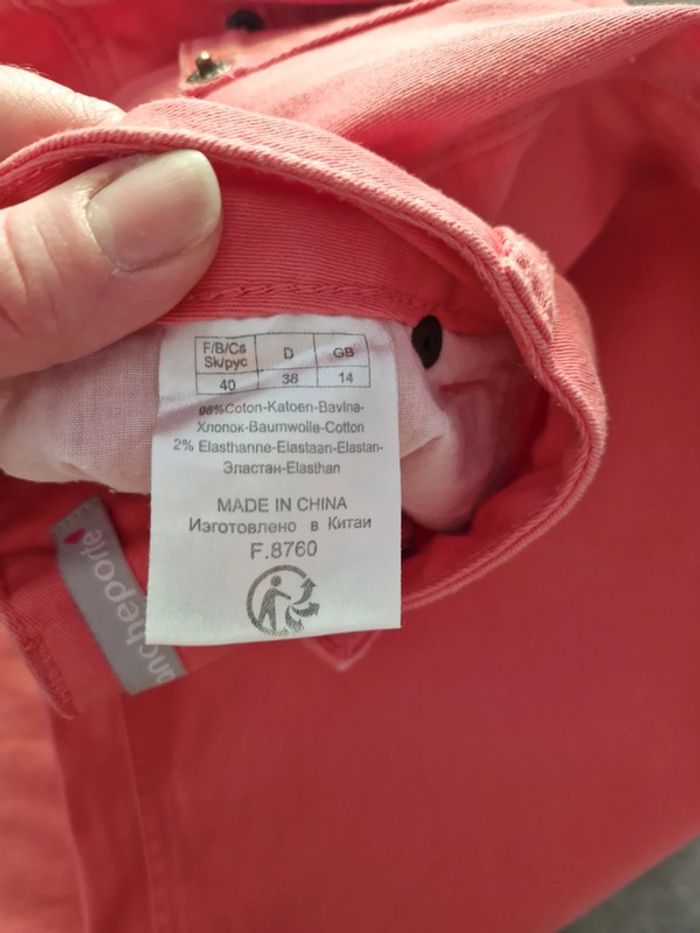 F/B/Cs
Sk/рус
D
GB
40
38
14
98%Coton-Katoen-Bavlna-
Хлопок-Baumwolle-Cotton
2% Elasthanne-Elastaan-Elastan-
Эластан-Elasthan
MADE IN CHINA
Изготовлено в Китаи
F.8760
ncheporte